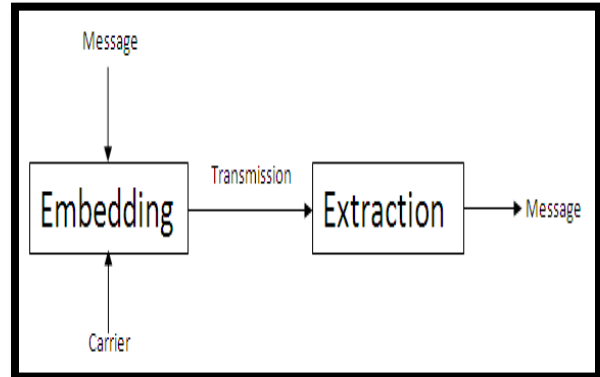 Message
Transmission
Embedding
Extraction
Message
Carrier